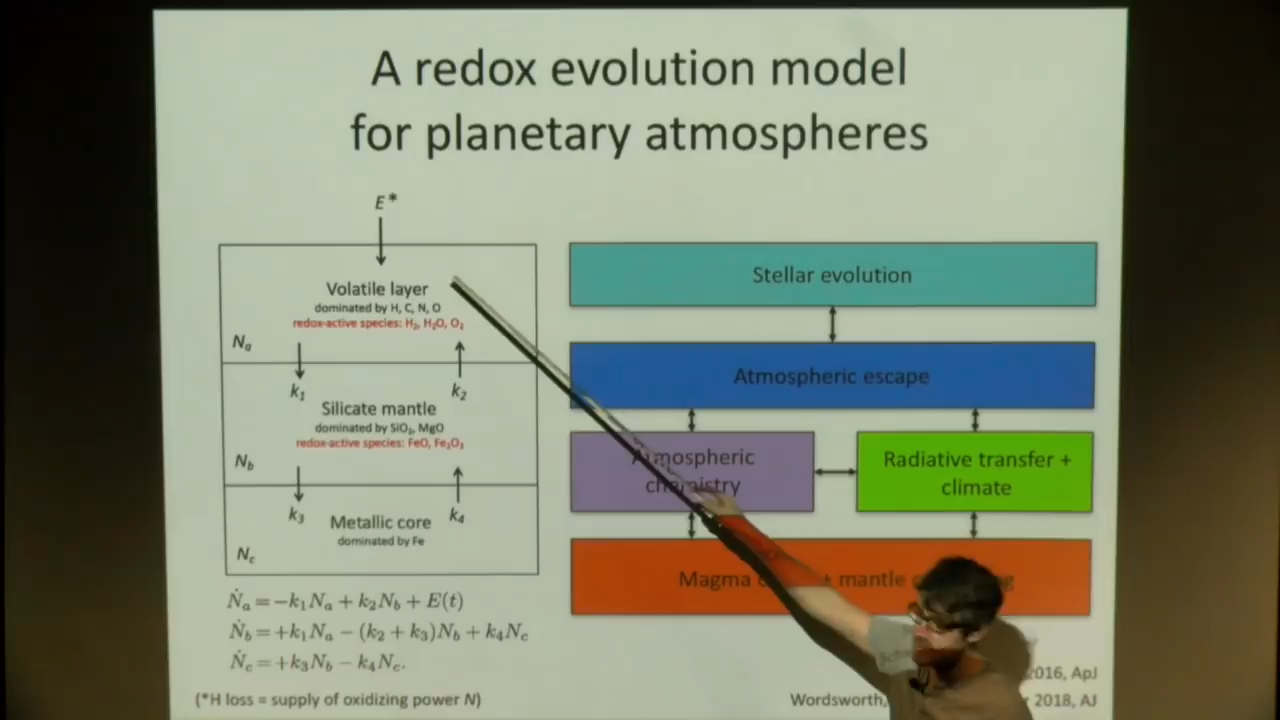 A redox evolution model
for planetary atmospheres
E*
Volatile layer
dominated by H, C, N, O
redox-active species: H₂, H₂O, O₂
Nₐ
k₁
k₂
Silicate mantle
dominated by SiO₂, MgO
redox-active species: FeO, Fe₂O₃
N_b
k₃
k₄
Metallic core
dominated by Fe
N_c
Ṅₐ = −k₁Nₐ + k₂N_b + E(t)
Ṅ_b = +k₁Nₐ − (k₂ + k₃)N_b + k₄N_c
Ṅ_c = +k₃N_b − k₄N_c.
(*H loss = supply of oxidizing power N)
Stellar evolution
Atmospheric escape
Atmospheric
chemistry
Radiative transfer +
climate
Magma + mantle
2016, ApJ
Wordsworth, 2018, AJ